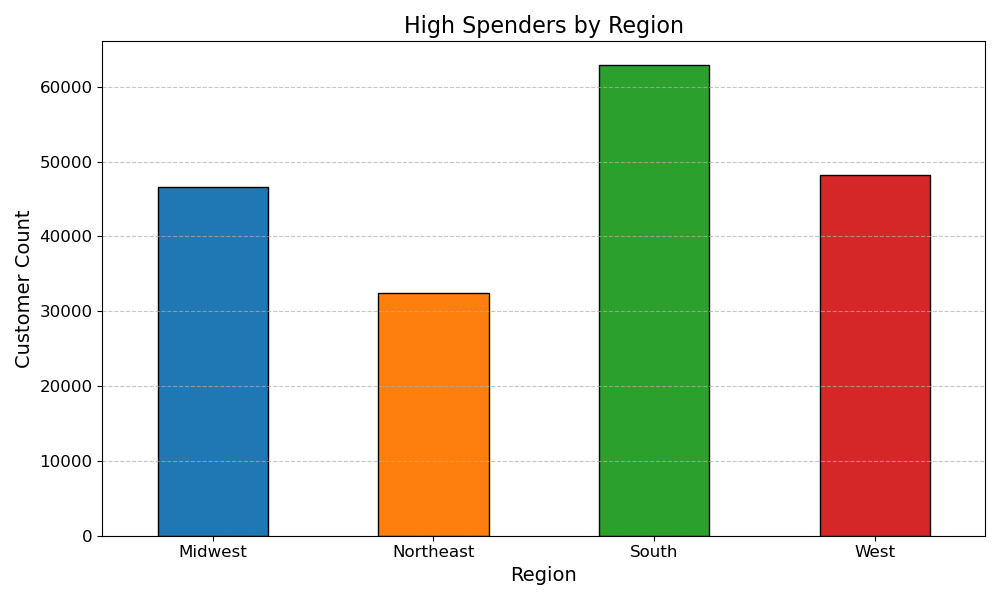 High Spenders by Region
Customer Count
60000
50000
40000
30000
20000
10000
0
Midwest Northeast South West
Region